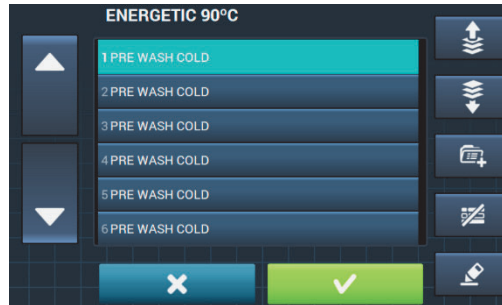 ENERGETIC 90ºC
1 PRE WASH COLD
2 PRE WASH COLD
3 PRE WASH COLD
4 PRE WASH COLD
5 PRE WASH COLD
6 PRE WASH COLD